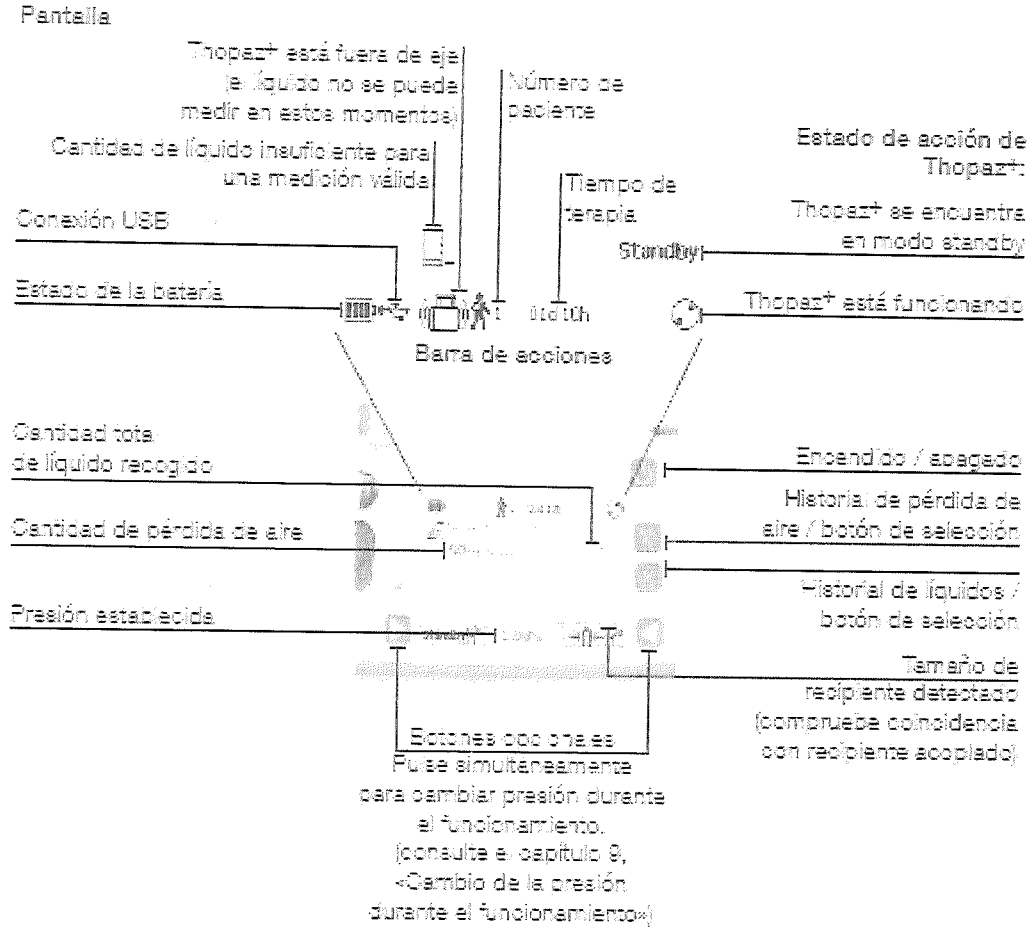 Pantalla
Thopaz+ está fuera de eje
(el líquido no se puede
medir en estos momentos)
Número de
paciente
Cantidad de líquido insuficiente para
una medición válida
Estado de acción de
Thopaz+:
Tiempo de
terapia
Thopaz+ se encuentra
en modo standby
Conexión USB
Standby
Estado de la batería
1
01d 10h
Thopaz+ está funcionando
Barra de acciones
Cantidad total
de líquido recogido
Encendido / apagado
Historial de pérdida de
aire / botón de selección
Cantidad de pérdida de aire
Historial de líquidos /
botón de selección
Presión establecida
Tamaño de
recipiente detectado
(compruebe coincidencia
con recipiente acoplado)
Botones opcionales
Pulse simultáneamente
para cambiar presión durante
el funcionamiento.
(consulte el capítulo 9,
«Cambio de la presión
durante el funcionamiento»)